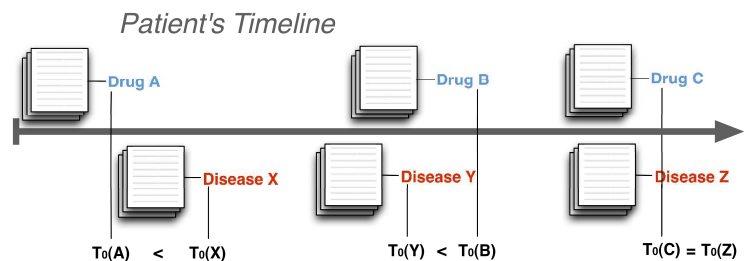 Patient's Timeline
Drug A
Drug B
Drug C
Disease X
Disease Y
Disease Z
T0(A) < T0(X)
T0(Y) < T0(B)
T0(C) = T0(Z)